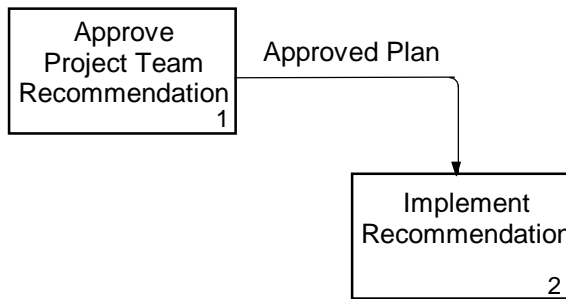 Approve
Project Team
Recommendation
1
Approved Plan
Implement
Recommendation
2